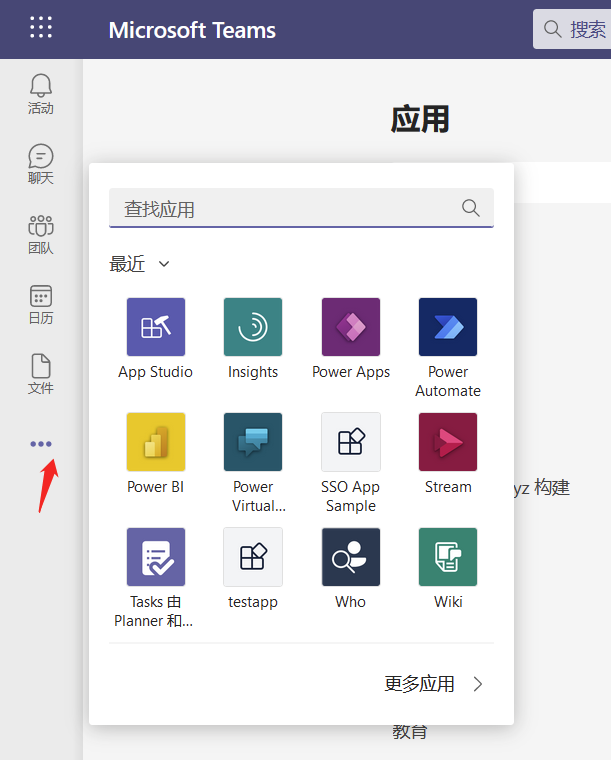 Microsoft Teams
搜索
活动
聊天
团队
日历
文件
应用
查找应用
最近
App Studio
Insights
Power Apps
Power
Automate
Power BI
Power
Virtual...
SSO App
Sample
Stream
Tasks 由
Planner 和...
testapp
Who
Wiki
更多应用
yz 构建
教育